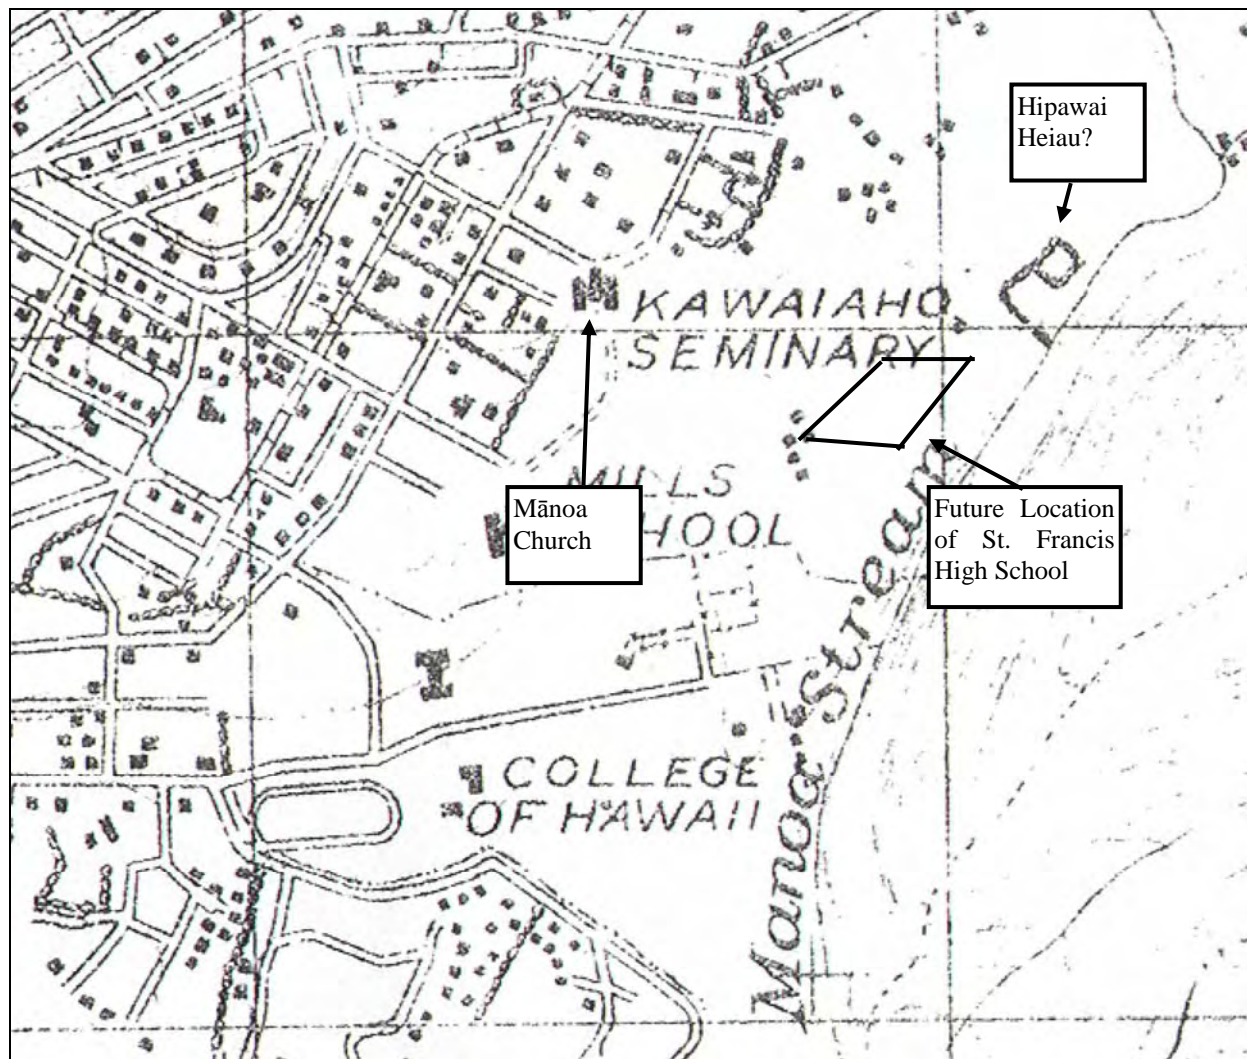 Hipawai
Heiau?
KAWAIAHO
SEMINARY
Mānoa
Church
MILLS
HOOL
Future Location
of St. Francis
High School
Manoa Stream
COLLEGE
OF HAWAII